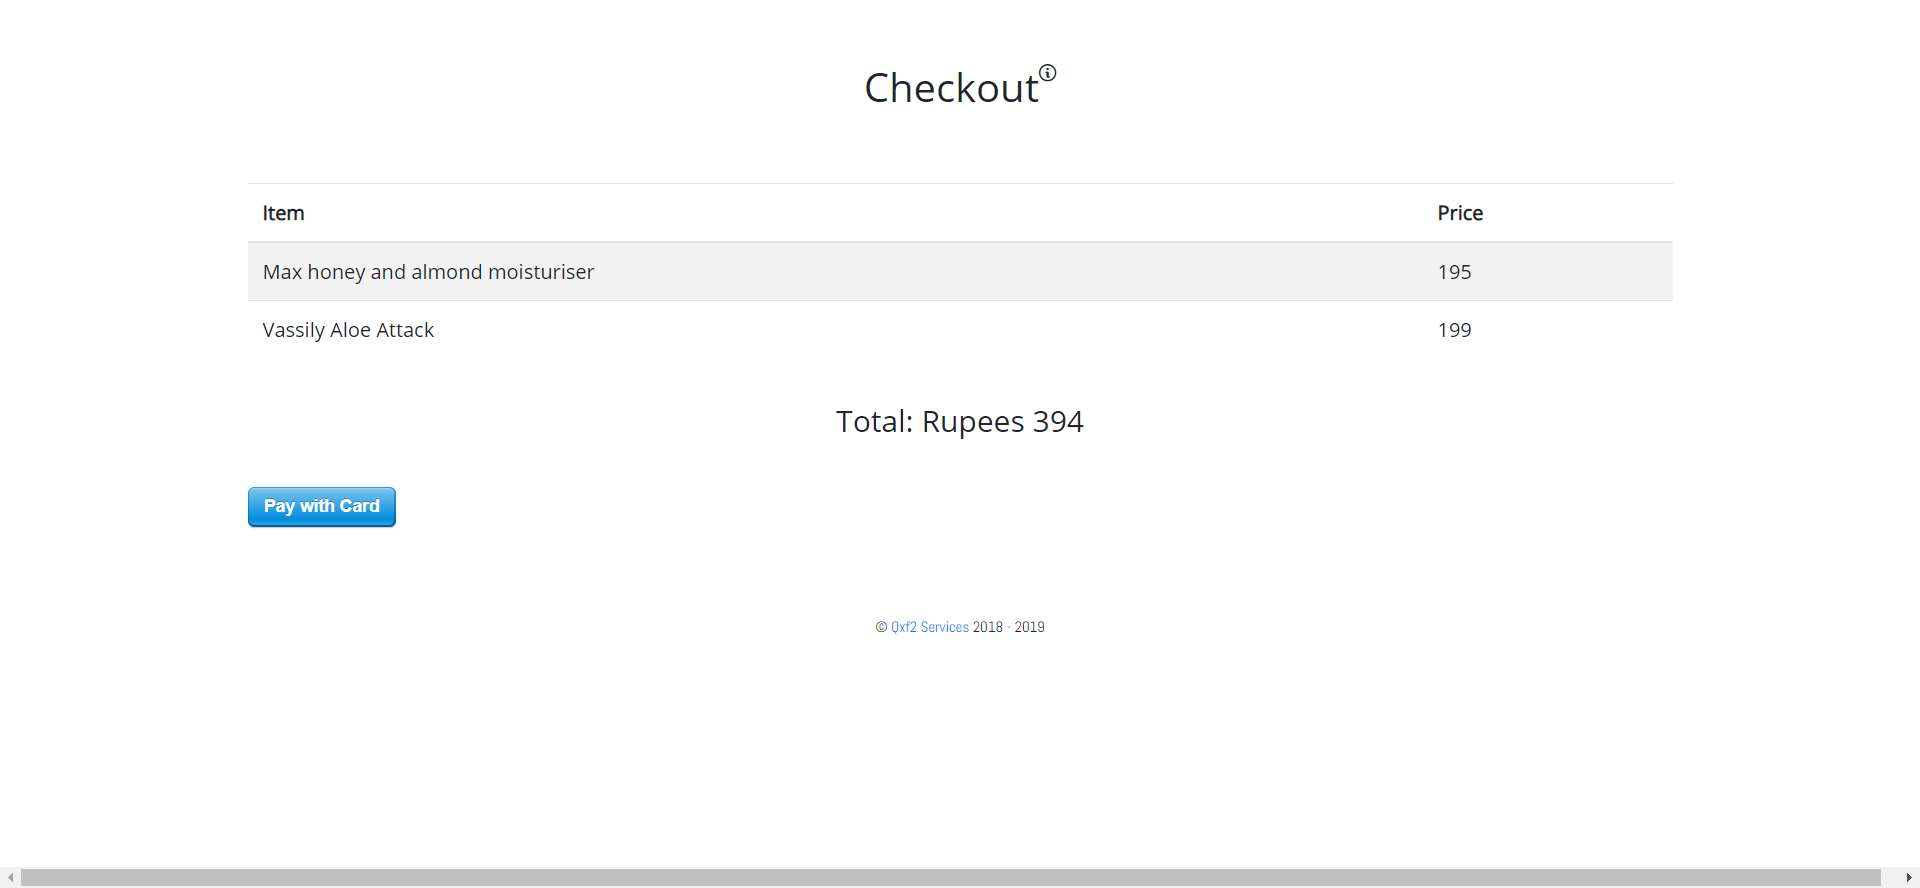 Checkout
Item Price
Max honey and almond moisturiser 195
Vassily Aloe Attack 199
Total: Rupees 394
Pay with Card
© Qxf2 Services 2018 - 2019